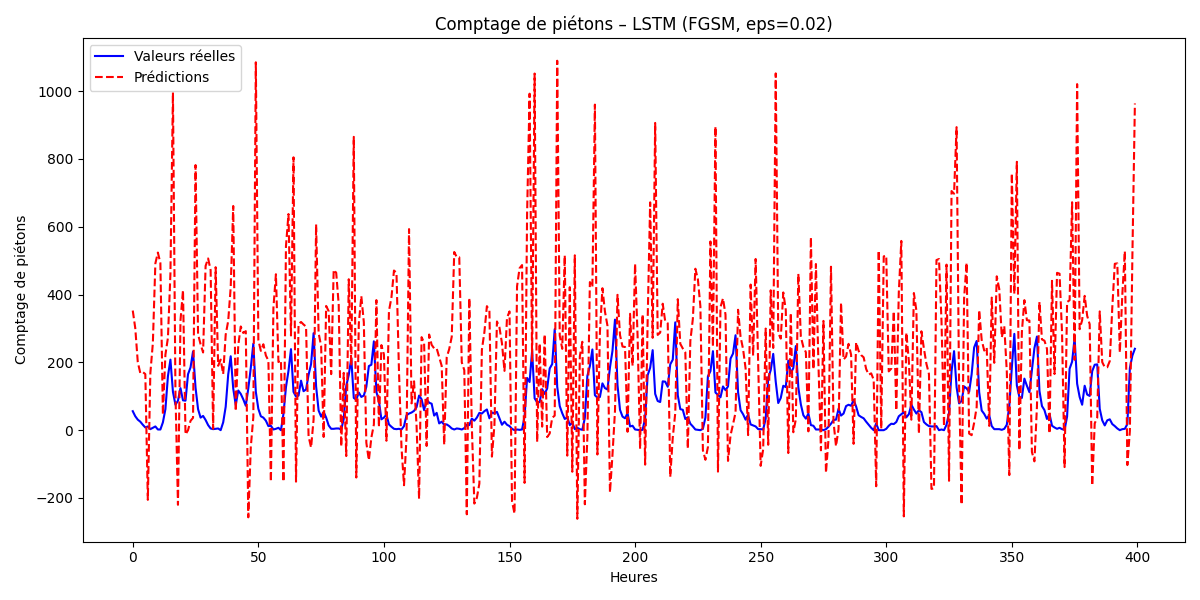 Comptage de piétons – LSTM (FGSM, eps=0.02)
Valeurs réelles
Prédictions
Comptage de piétons
1000
800
600
400
200
0
−200
0 50 100 150 200 250 300 350 400
Heures